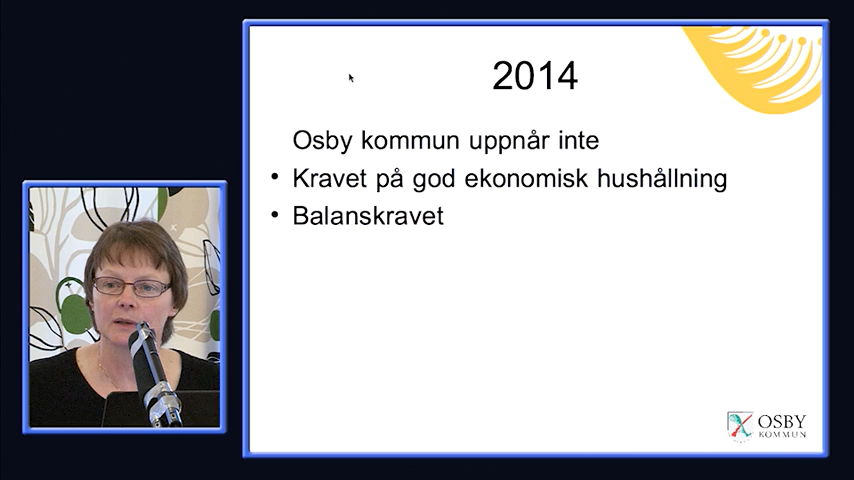 2014
Osby kommun uppnår inte
• Kravet på god ekonomisk hushållning
• Balanskravet
OSBY
KOMMUN